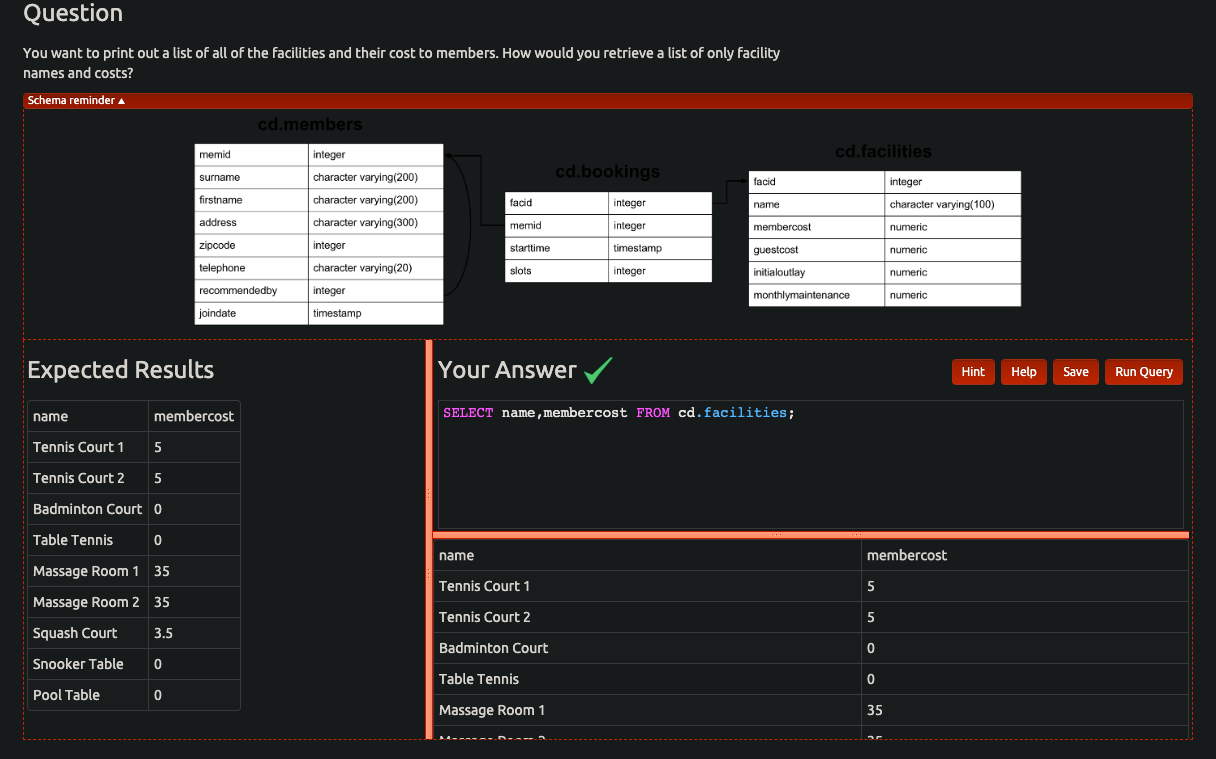 Question
You want to print out a list of all of the facilities and their cost to members. How would you retrieve a list of only facility
names and costs?
Schema reminder ▲
cd.members
memid integer
surname character varying(200)
firstname character varying(200)
address character varying(300)
zipcode integer
telephone character varying(20)
recommendedby integer
joindate timestamp
cd.bookings
facid integer
memid integer
starttime timestamp
slots integer
cd.facilities
facid integer
name character varying(100)
membercost numeric
guestcost numeric
initialoutlay numeric
monthlymaintenance numeric
Expected Results
name membercost
Tennis Court 1 5
Tennis Court 2 5
Badminton Court 0
Table Tennis 0
Massage Room 1 35
Massage Room 2 35
Squash Court 3.5
Snooker Table 0
Pool Table 0
Your Answer
Hint Help Save Run Query
SELECT name,membercost FROM cd.facilities;
name membercost
Tennis Court 1 5
Tennis Court 2 5
Badminton Court 0
Table Tennis 0
Massage Room 1 35
Massage Room 2 35